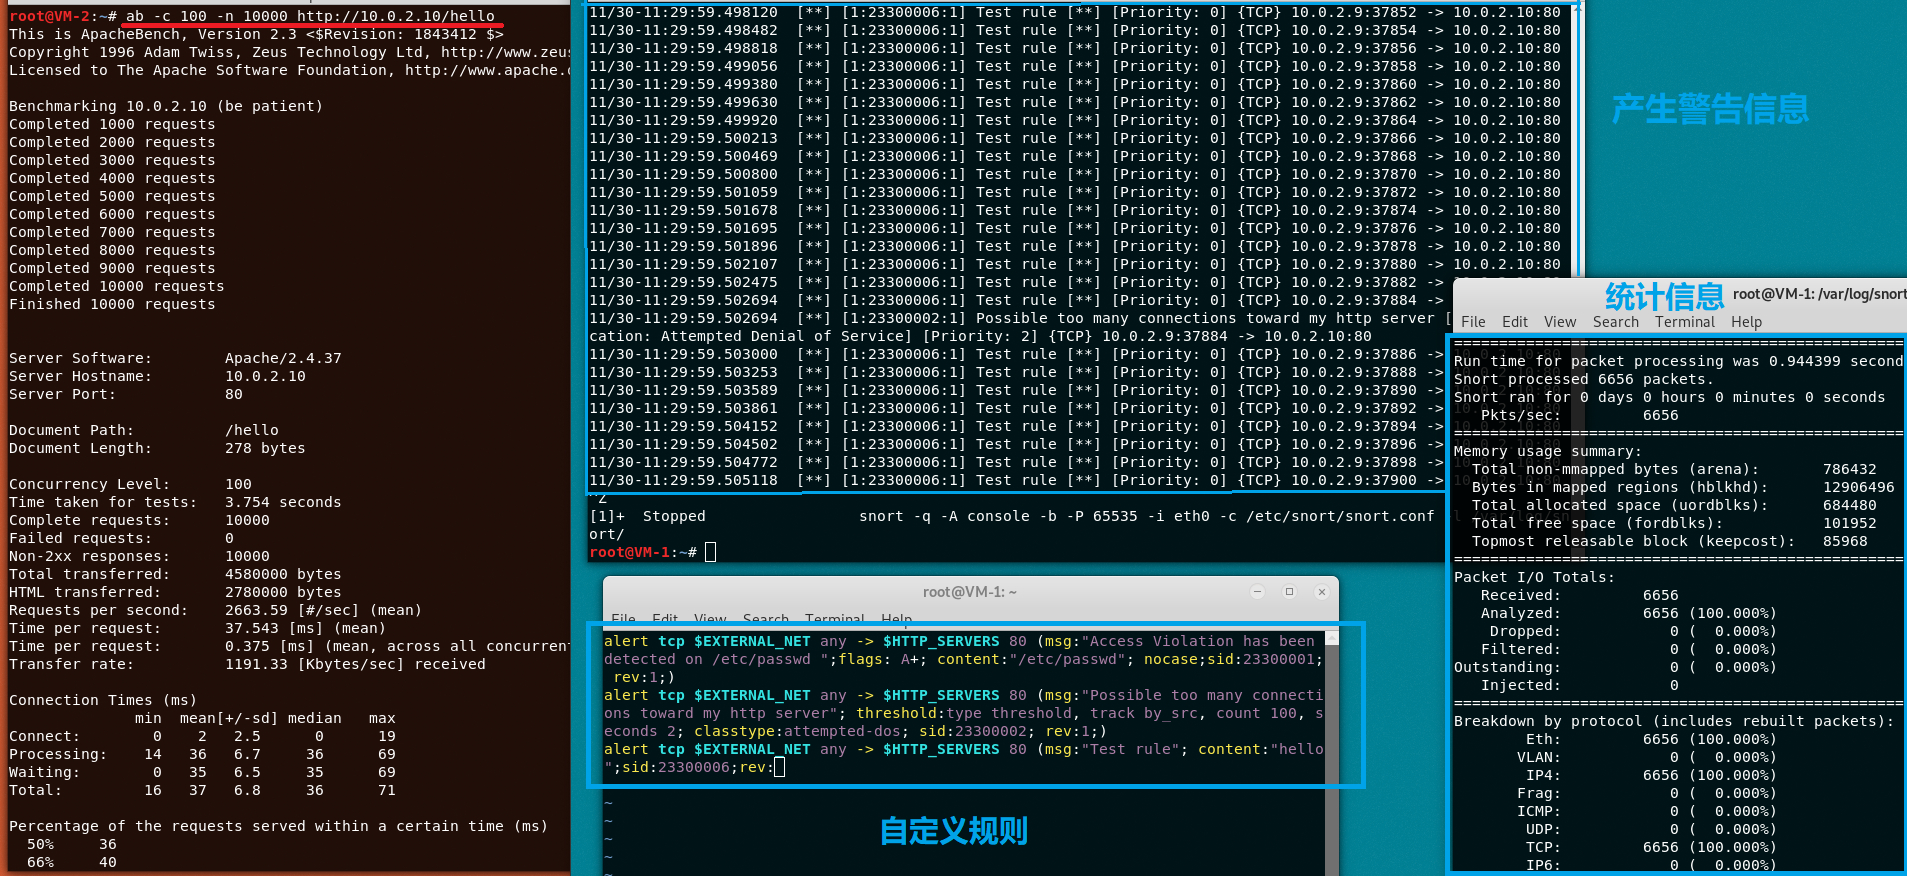 root@VM-2:~# ab -c 100 -n 10000 http://10.0.2.10/hello
This is ApacheBench, Version 2.3 <$Revision: 1843412 $>
Copyright 1996 Adam Twiss, Zeus Technology Ltd, http://www.zeus
Licensed to The Apache Software Foundation, http://www.apache.
Benchmarking 10.0.2.10 (be patient)
Completed 1000 requests
Completed 2000 requests
Completed 3000 requests
Completed 4000 requests
Completed 5000 requests
Completed 6000 requests
Completed 7000 requests
Completed 8000 requests
Completed 9000 requests
Completed 10000 requests
Finished 10000 requests
Server Software: Apache/2.4.37
Server Hostname: 10.0.2.10
Server Port: 80
Document Path: /hello
Document Length: 278 bytes
Concurrency Level: 100
Time taken for tests: 3.754 seconds
Complete requests: 10000
Failed requests: 0
Non-2xx responses: 10000
Total transferred: 4580000 bytes
HTML transferred: 2780000 bytes
Requests per second: 2663.59 [#/sec] (mean)
Time per request: 37.543 [ms] (mean)
Time per request: 0.375 [ms] (mean, across all concurren
Transfer rate: 1191.33 [Kbytes/sec] received
Connection Times (ms)
min mean[+/-sd] median max
Connect: 0 2 2.5 0 19
Processing: 14 36 6.7 36 69
Waiting: 0 35 6.5 35 69
Total: 16 37 6.8 36 71
Percentage of the requests served within a certain time (ms)
50% 36
66% 40
11/30-11:29:59.498120 [**] [1:23300006:1] Test rule [**] [Priority: 0] {TCP} 10.0.2.9:37852 -> 10.0.2.10:80
11/30-11:29:59.498482 [**] [1:23300006:1] Test rule [**] [Priority: 0] {TCP} 10.0.2.9:37854 -> 10.0.2.10:80
11/30-11:29:59.498818 [**] [1:23300006:1] Test rule [**] [Priority: 0] {TCP} 10.0.2.9:37856 -> 10.0.2.10:80
11/30-11:29:59.499056 [**] [1:23300006:1] Test rule [**] [Priority: 0] {TCP} 10.0.2.9:37858 -> 10.0.2.10:80
11/30-11:29:59.499380 [**] [1:23300006:1] Test rule [**] [Priority: 0] {TCP} 10.0.2.9:37860 -> 10.0.2.10:80
11/30-11:29:59.499630 [**] [1:23300006:1] Test rule [**] [Priority: 0] {TCP} 10.0.2.9:37862 -> 10.0.2.10:80
11/30-11:29:59.499920 [**] [1:23300006:1] Test rule [**] [Priority: 0] {TCP} 10.0.2.9:37864 -> 10.0.2.10:80
11/30-11:29:59.500213 [**] [1:23300006:1] Test rule [**] [Priority: 0] {TCP} 10.0.2.9:37866 -> 10.0.2.10:80
11/30-11:29:59.500469 [**] [1:23300006:1] Test rule [**] [Priority: 0] {TCP} 10.0.2.9:37868 -> 10.0.2.10:80
11/30-11:29:59.500800 [**] [1:23300006:1] Test rule [**] [Priority: 0] {TCP} 10.0.2.9:37870 -> 10.0.2.10:80
11/30-11:29:59.501059 [**] [1:23300006:1] Test rule [**] [Priority: 0] {TCP} 10.0.2.9:37872 -> 10.0.2.10:80
11/30-11:29:59.501678 [**] [1:23300006:1] Test rule [**] [Priority: 0] {TCP} 10.0.2.9:37874 -> 10.0.2.10:80
11/30-11:29:59.501695 [**] [1:23300006:1] Test rule [**] [Priority: 0] {TCP} 10.0.2.9:37876 -> 10.0.2.10:80
11/30-11:29:59.501896 [**] [1:23300006:1] Test rule [**] [Priority: 0] {TCP} 10.0.2.9:37878 -> 10.0.2.10:80
11/30-11:29:59.502107 [**] [1:23300006:1] Test rule [**] [Priority: 0] {TCP} 10.0.2.9:37880 -> 10.0.2.10:80
11/30-11:29:59.502475 [**] [1:23300006:1] Test rule [**] [Priority: 0] {TCP} 10.0.2.9:37882 ->
11/30-11:29:59.502694 [**] [1:23300006:1] Test rule [**] [Priority: 0] {TCP} 10.0.2.9:37884 ->
11/30-11:29:59.502694 [**] [1:23300002:1] Possible too many connections toward my http server [
cation: Attempted Denial of Service] [Priority: 2] {TCP} 10.0.2.9:37884 -> 10.0.2.10:80
11/30-11:29:59.503000 [**] [1:23300006:1] Test rule [**] [Priority: 0] {TCP} 10.0.2.9:37886 ->
11/30-11:29:59.503253 [**] [1:23300006:1] Test rule [**] [Priority: 0] {TCP} 10.0.2.9:37888 ->
11/30-11:29:59.503589 [**] [1:23300006:1] Test rule [**] [Priority: 0] {TCP} 10.0.2.9:37890 ->
11/30-11:29:59.503861 [**] [1:23300006:1] Test rule [**] [Priority: 0] {TCP} 10.0.2.9:37892 ->
11/30-11:29:59.504152 [**] [1:23300006:1] Test rule [**] [Priority: 0] {TCP} 10.0.2.9:37894 ->
11/30-11:29:59.504502 [**] [1:23300006:1] Test rule [**] [Priority: 0] {TCP} 10.0.2.9:37896 ->
11/30-11:29:59.504772 [**] [1:23300006:1] Test rule [**] [Priority: 0] {TCP} 10.0.2.9:37898 ->
11/30-11:29:59.505118 [**] [1:23300006:1] Test rule [**] [Priority: 0] {TCP} 10.0.2.9:37900 ->
^Z
[1]+ Stopped snort -q -A console -b -P 65535 -i eth0 -c /etc/snort/snort.conf
ort/
root@VM-1:~#
产生警告信息
root@VM-1: ~
File Edit View Search Terminal Help
alert tcp $EXTERNAL_NET any -> $HTTP_SERVERS 80 (msg:"Access Violation has been
detected on /etc/passwd ";flags: A+; content:"/etc/passwd"; nocase;sid:23300001;
rev:1;)
alert tcp $EXTERNAL_NET any -> $HTTP_SERVERS 80 (msg:"Possible too many connecti
ons toward my http server"; threshold:type threshold, track by_src, count 100, s
econds 2; classtype:attempted-dos; sid:23300002; rev:1;)
alert tcp $EXTERNAL_NET any -> $HTTP_SERVERS 80 (msg:"Test rule"; content:"hello
";sid:23300006;rev:
~
~
~
~
~
自定义规则
统计信息
root@VM-1: /var/log/snort
File Edit View Search Terminal Help
==================================================
Run time for packet processing was 0.944399 second
Snort processed 6656 packets.
Snort ran for 0 days 0 hours 0 minutes 0 seconds
Pkts/sec: 6656
==================================================
Memory usage summary:
Total non-mmapped bytes (arena): 786432
Bytes in mapped regions (hblkhd): 12906496
Total allocated space (uordblks): 684480
Total free space (fordblks): 101952
Topmost releasable block (keepcost): 85968
==================================================
Packet I/O Totals:
Received: 6656
Analyzed: 6656 (100.000%)
Dropped: 0 ( 0.000%)
Filtered: 0 ( 0.000%)
Outstanding: 0 ( 0.000%)
Injected: 0
==================================================
Breakdown by protocol (includes rebuilt packets):
Eth: 6656 (100.000%)
VLAN: 0 ( 0.000%)
IP4: 6656 (100.000%)
Frag: 0 ( 0.000%)
ICMP: 0 ( 0.000%)
UDP: 0 ( 0.000%)
TCP: 6656 (100.000%)
IP6: 0 ( 0.000%)